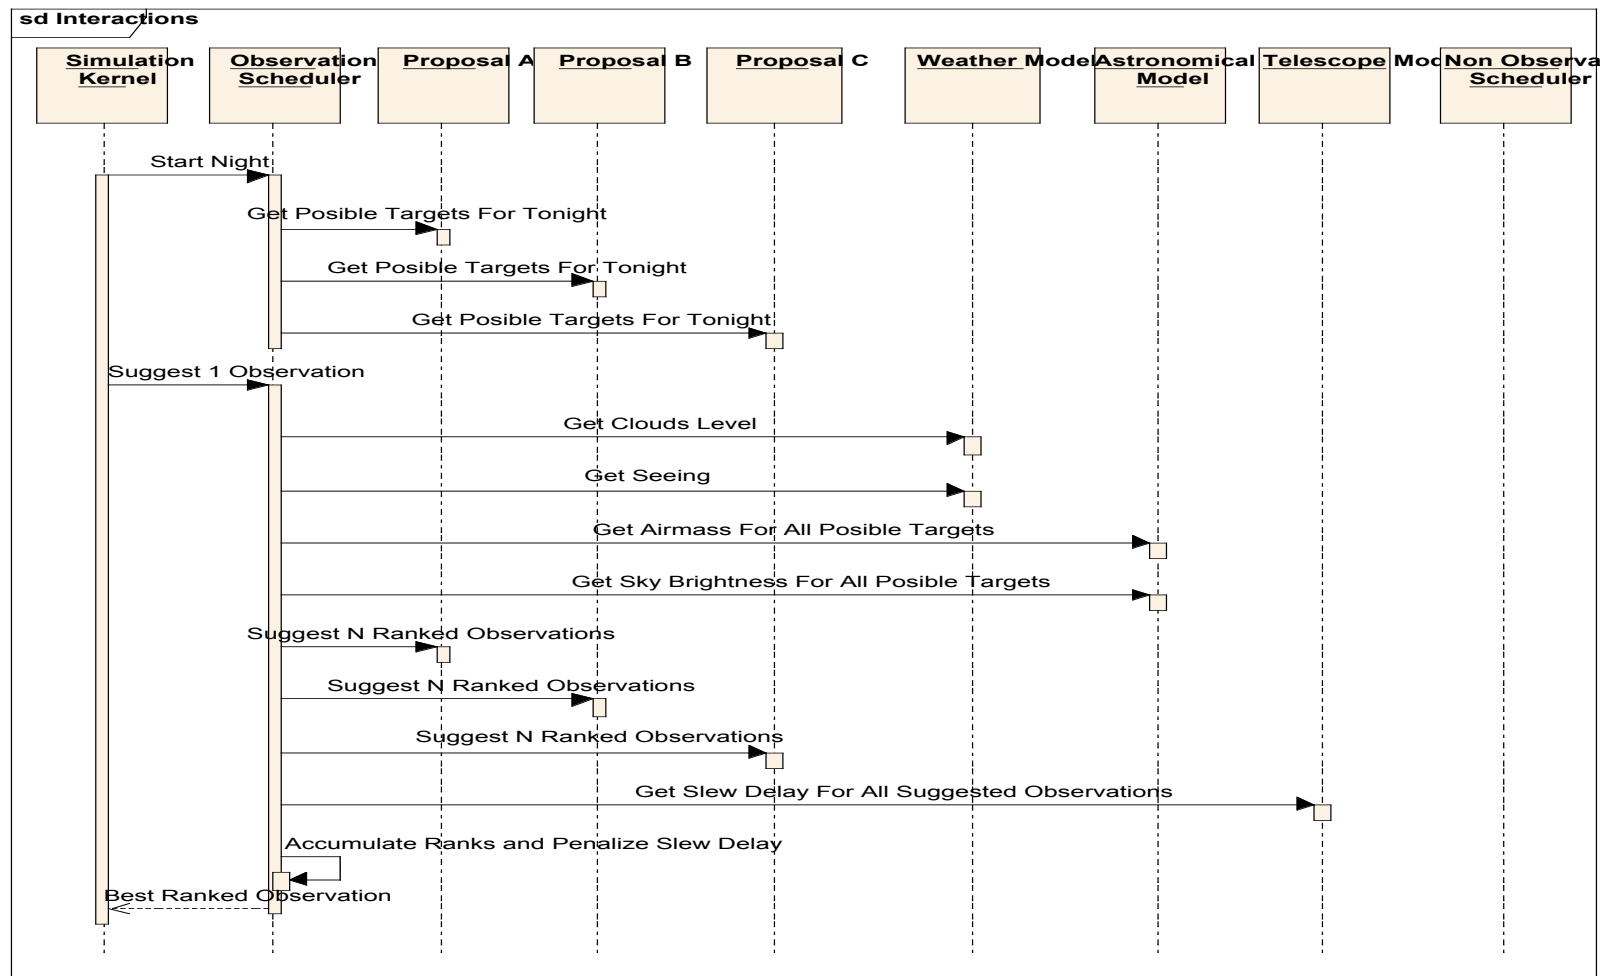 sd Interactions
Simulation
Kernel
Observation
Scheduler
Proposal A
Proposal B
Proposal C
Weather Model
Astronomical
Model
Telescope Mod
Non Observa
Scheduler
Start Night
Get Posible Targets For Tonight
Get Posible Targets For Tonight
Get Posible Targets For Tonight
Suggest 1 Observation
Get Clouds Level
Get Seeing
Get Airmass For All Posible Targets
Get Sky Brightness For All Posible Targets
Suggest N Ranked Observations
Suggest N Ranked Observations
Suggest N Ranked Observations
Get Slew Delay For All Suggested Observations
Accumulate Ranks and Penalize Slew Delay
Best Ranked Observation